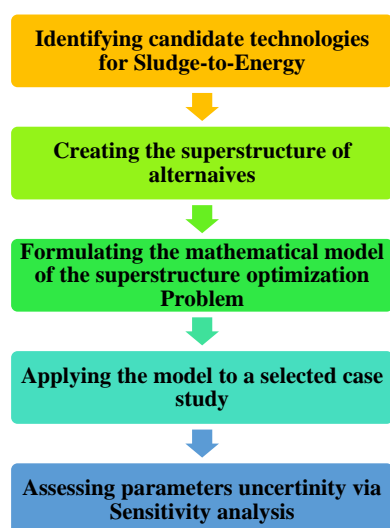 Identifying candidate technologies
for Sludge-to-Energy
Creating the superstructure of
alternaives
Formulating the mathematical model
of the superstructure optimization
Problem
Applying the model to a selected case
study
Assessing parameters uncertinity via
Sensitivity analysis